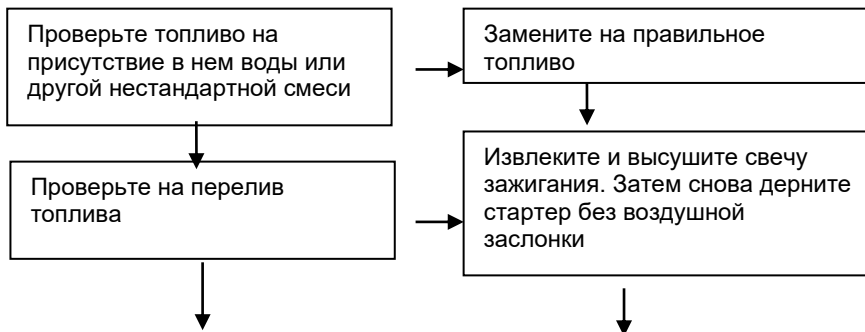 Проверьте топливо на
присутствие в нем воды или
другой нестандартной смеси
Замените на правильное
топливо
Проверьте на перелив
топлива
Извлеките и высушите свечу
зажигания. Затем снова дерните
стартер без воздушной
заслонки